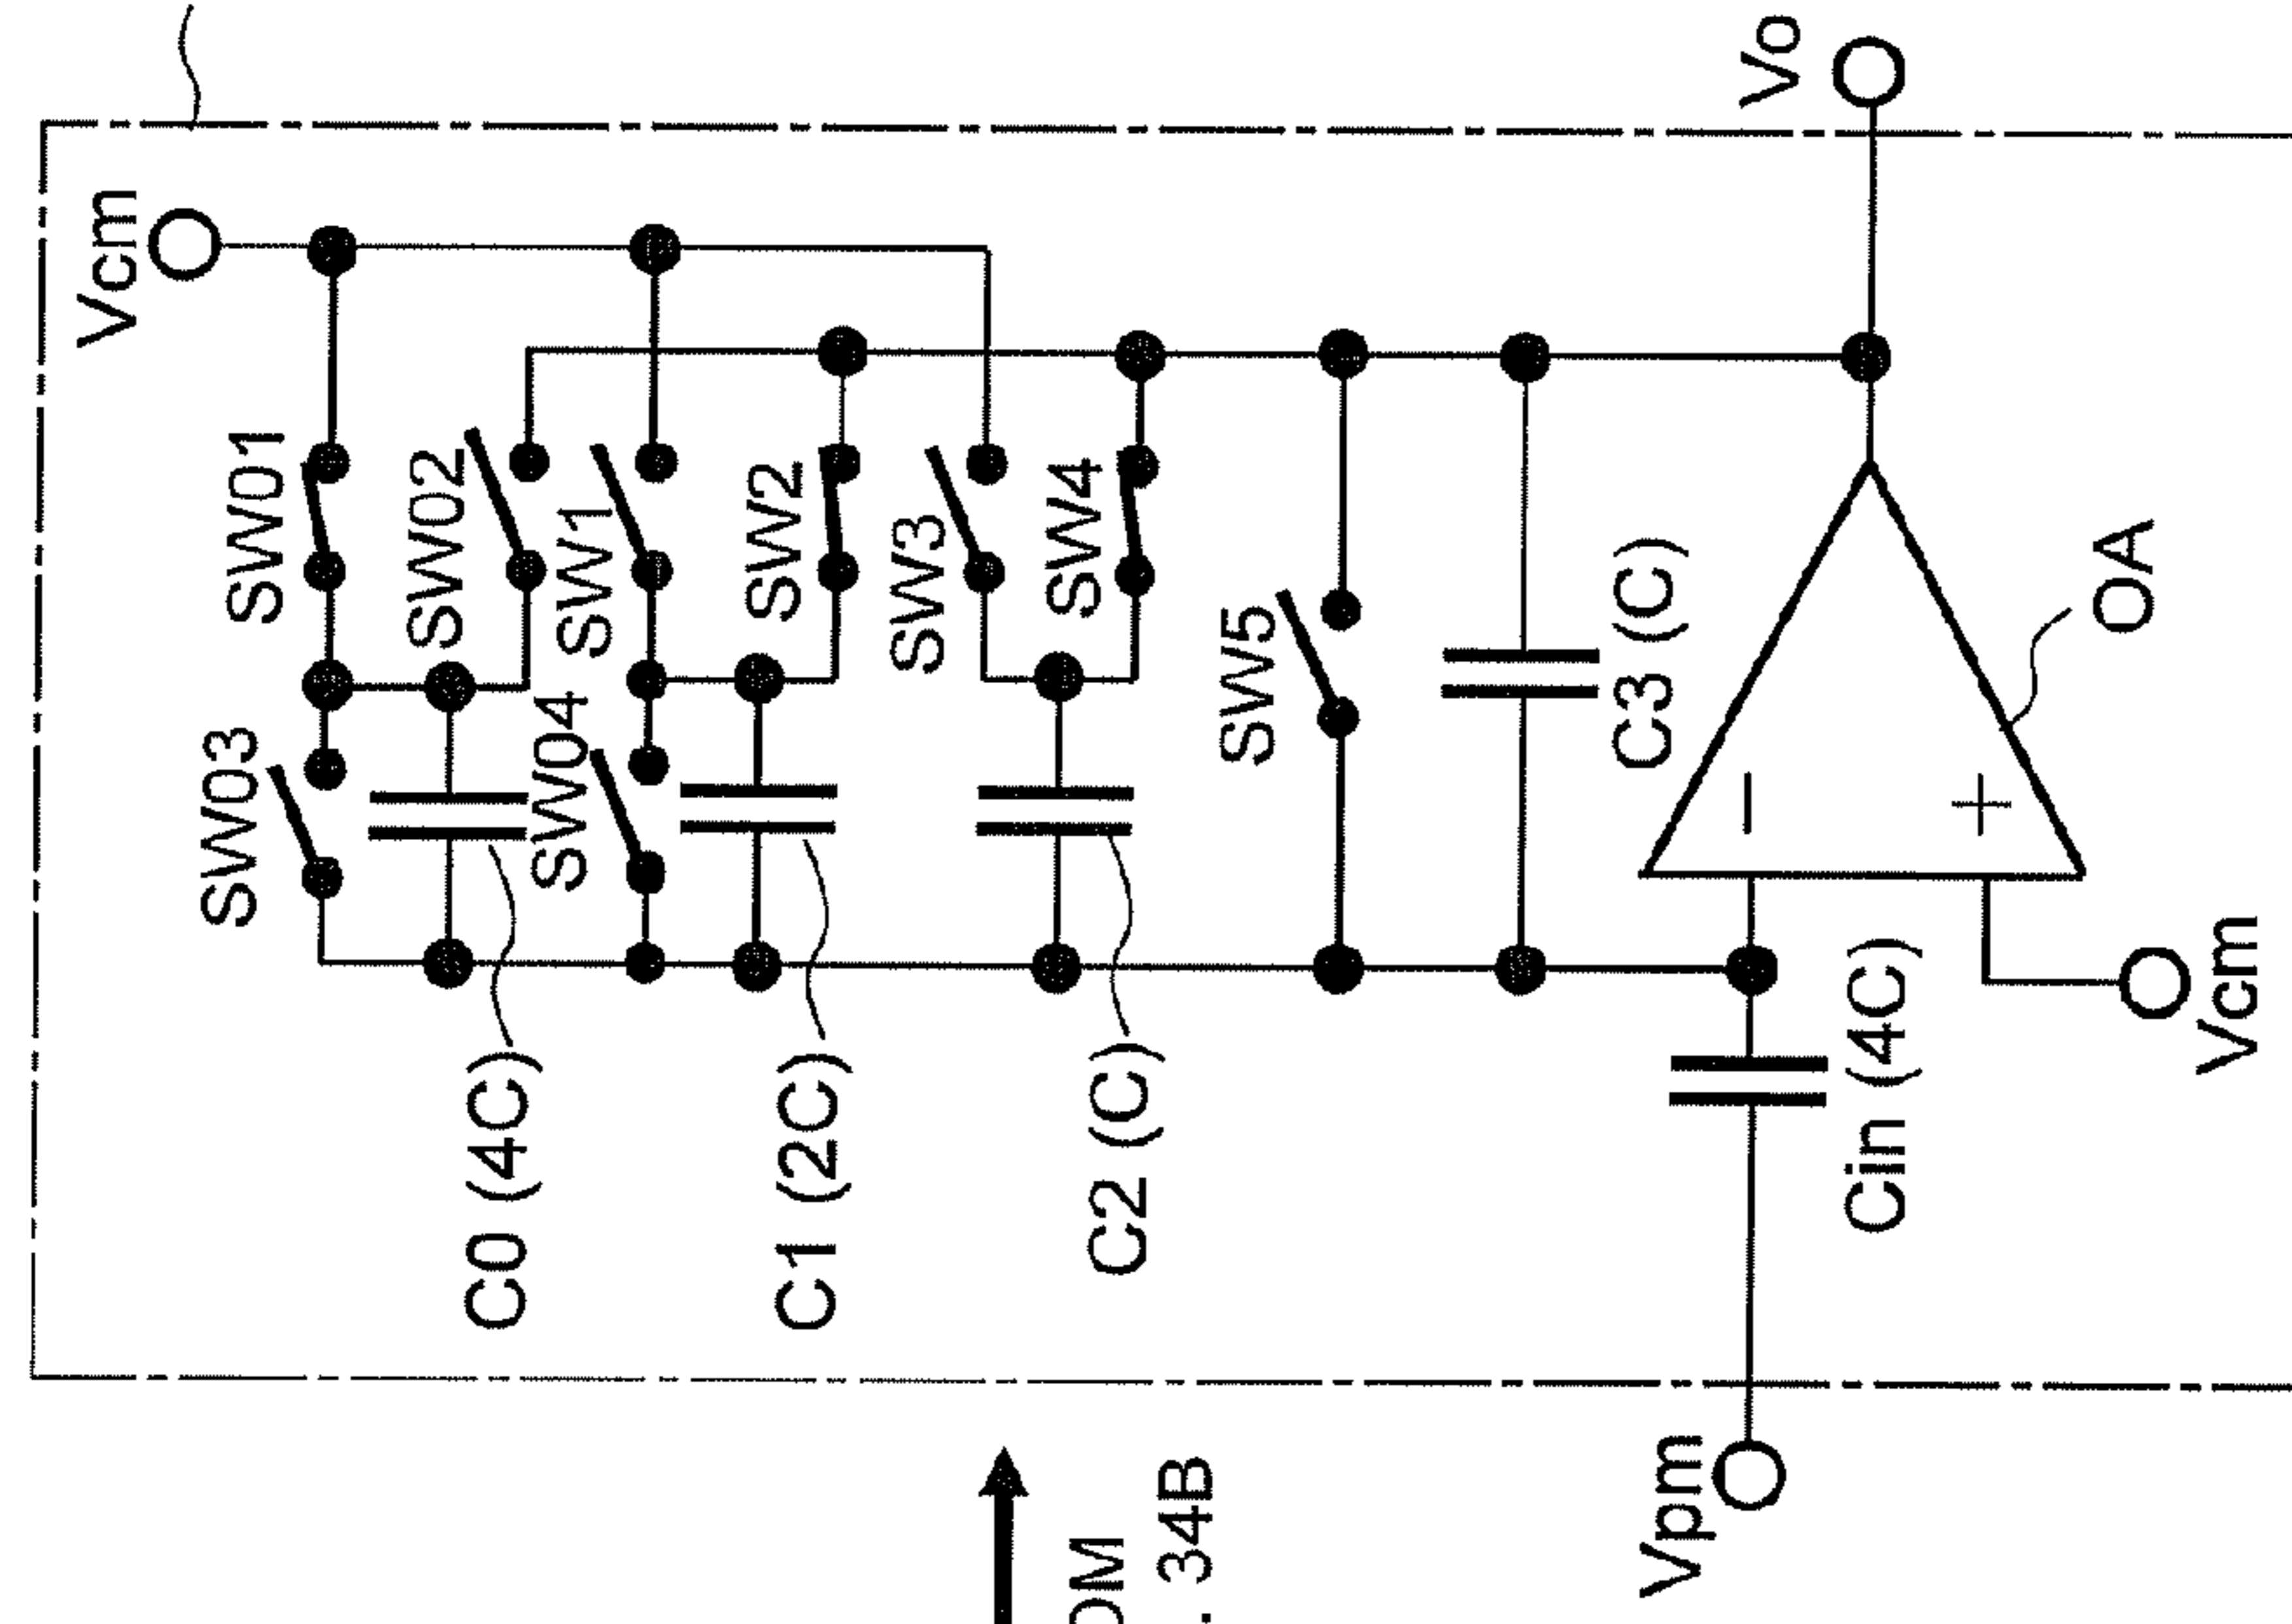 Vcm
Vo
SW01
SW02
SW1
SW2
SW3
SW4
SW03
SW04
SW5
C3 (C)
OA
C0 (4C)
C1 (2C)
C2 (C)
Cin (4C)
Vcm
−
+
Vpm
34B